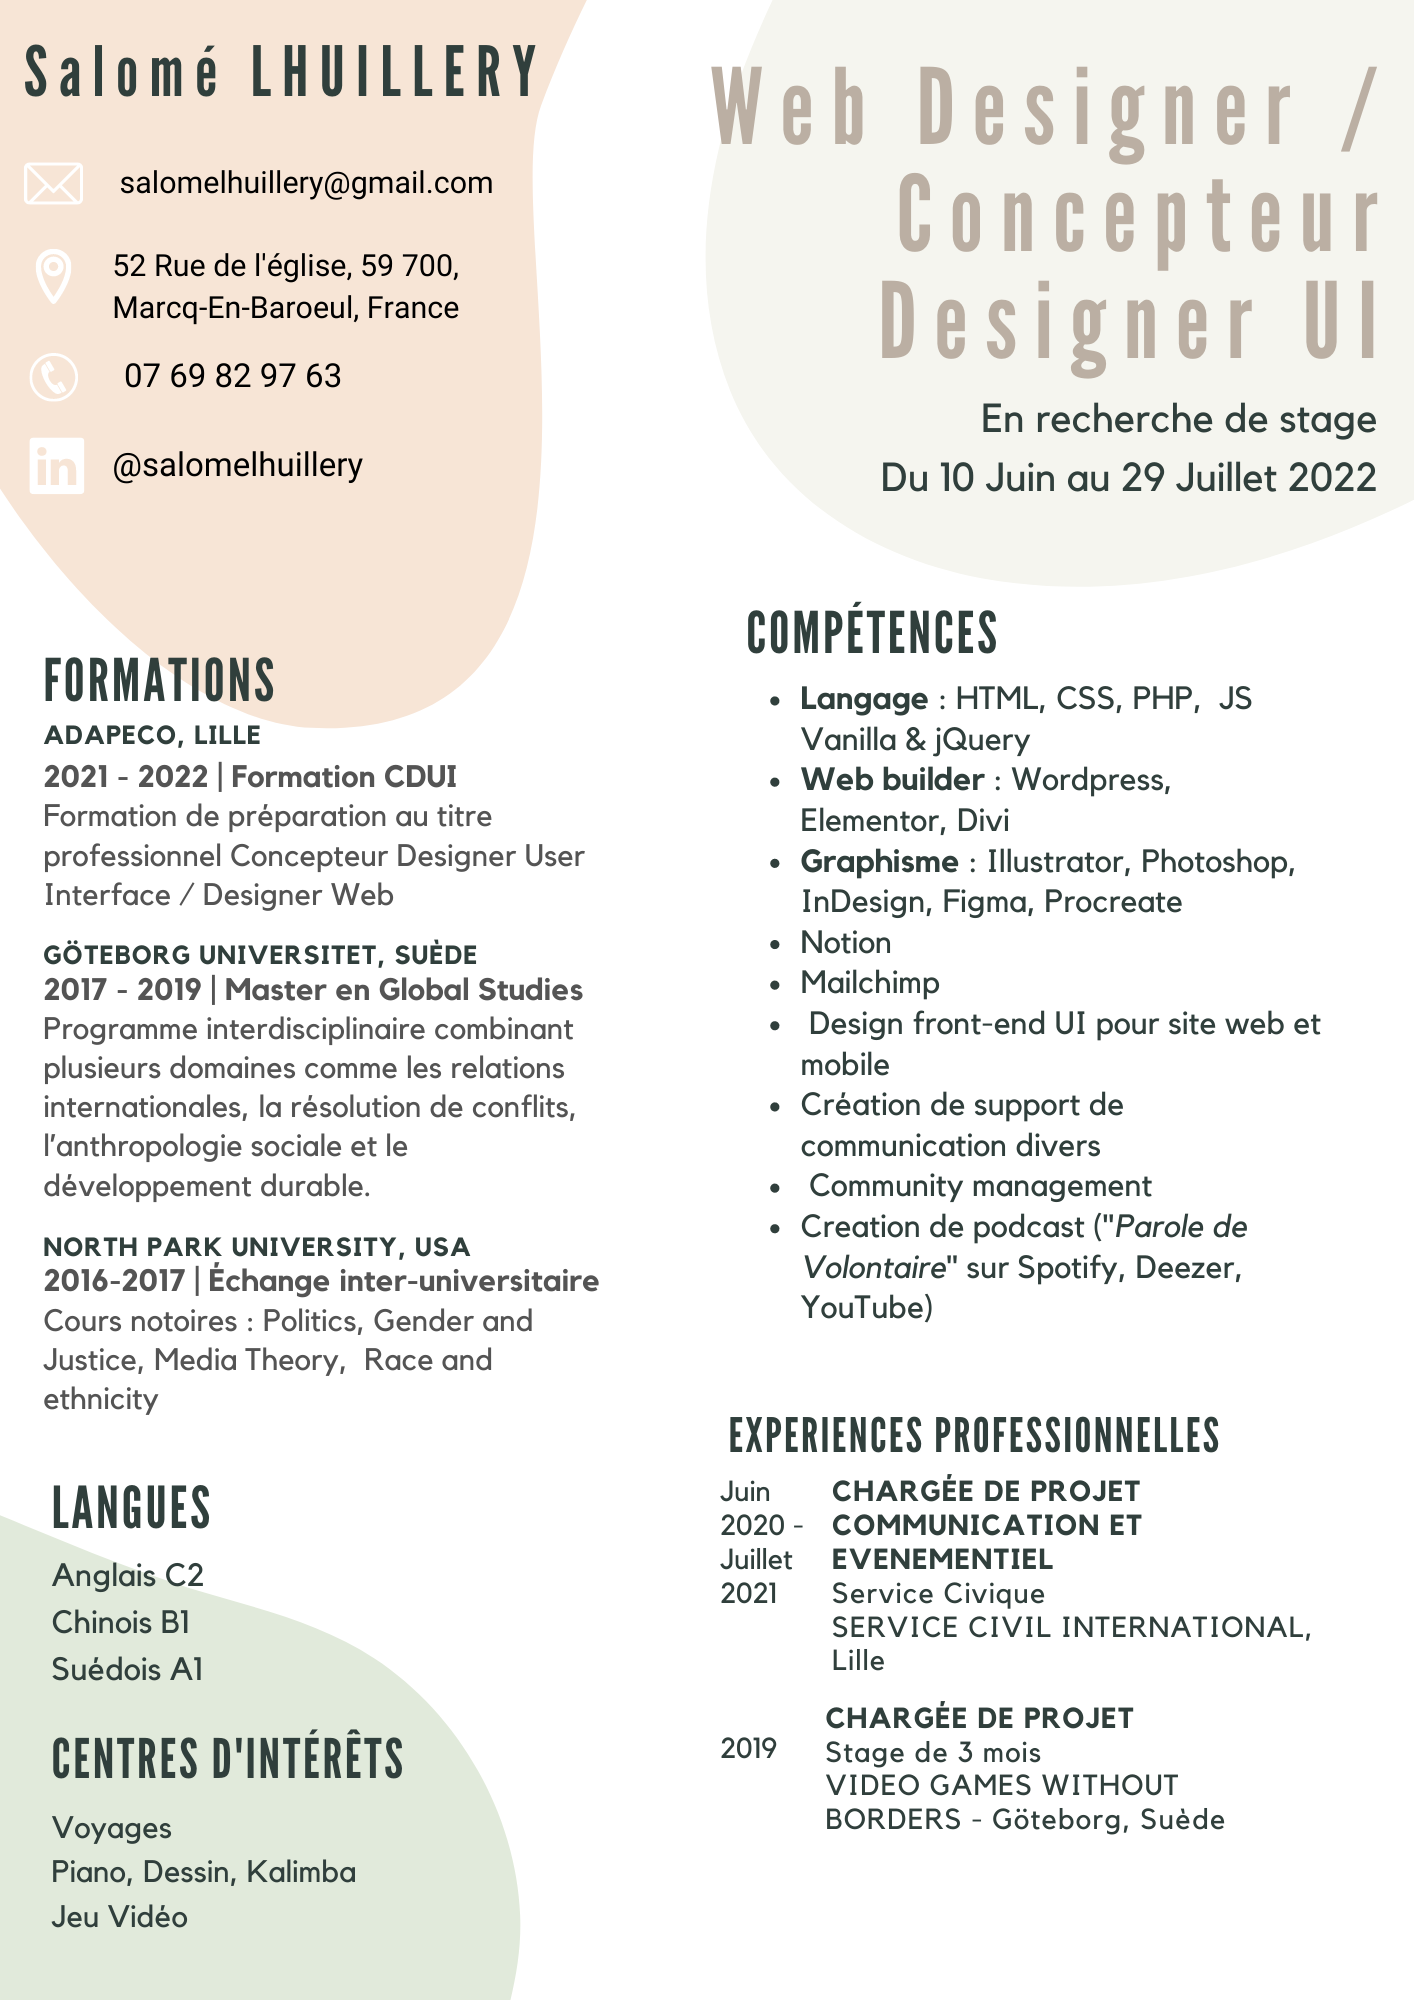 Salomé LHUILLERY
salomelhuillery@gmail.com
52 Rue de l'église, 59 700,
Marcq-En-Baroeul, France
07 69 82 97 63
in
@salomelhuillery
Web Designer /
Concepteur
Designer UI
En recherche de stage
Du 10 Juin au 29 Juillet 2022
FORMATIONS
ADAPECO, LILLE
2021 - 2022 | Formation CDUI
Formation de préparation au titre
professionnel Concepteur Designer User
Interface / Designer Web
GÖTEBORG UNIVERSITET, SUÈDE
2017 - 2019 | Master en Global Studies
Programme interdisciplinaire combinant
plusieurs domaines comme les relations
internationales, la résolution de conflits,
l’anthropologie sociale et le
développement durable.
NORTH PARK UNIVERSITY, USA
2016-2017 | Échange inter-universitaire
Cours notoires : Politics, Gender and
Justice, Media Theory,  Race and
ethnicity
LANGUES
Anglais C2
Chinois B1
Suédois A1
CENTRES D'INTÉRÊTS
Voyages
Piano, Dessin, Kalimba
Jeu Vidéo
COMPÉTENCES
• Langage : HTML, CSS, PHP,  JS
Vanilla & jQuery
• Web builder : Wordpress,
Elementor, Divi
• Graphisme : Illustrator, Photoshop,
InDesign, Figma, Procreate
• Notion
• Mailchimp
• Design front-end UI pour site web et
mobile
• Création de support de
communication divers
• Community management
• Creation de podcast ("Parole de
Volontaire" sur Spotify, Deezer,
YouTube)
EXPERIENCES PROFESSIONNELLES
Juin
2020 -
Juillet
2021
CHARGÉE DE PROJET
COMMUNICATION ET
EVENEMENTIEL
Service Civique
SERVICE CIVIL INTERNATIONAL,
Lille
2019
CHARGÉE DE PROJET
Stage de 3 mois
VIDEO GAMES WITHOUT
BORDERS - Göteborg, Suède